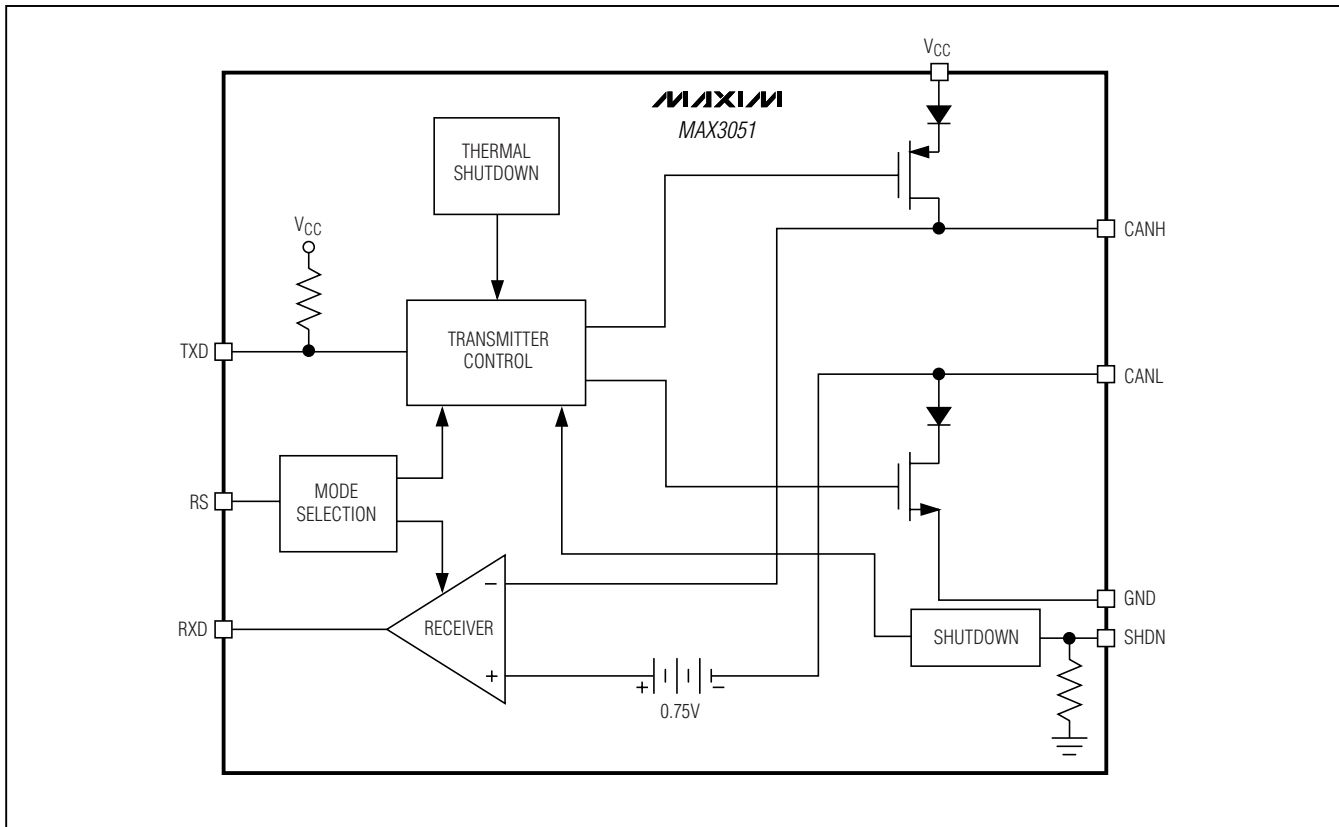 VCC
MAXIM
MAX3051
THERMAL
SHUTDOWN
VCC
CANH
TXD
TRANSMITTER
CONTROL
CANL
RS
MODE
SELECTION
GND
RXD
RECEIVER
−
+
SHUTDOWN
SHDN
+
−
0.75V